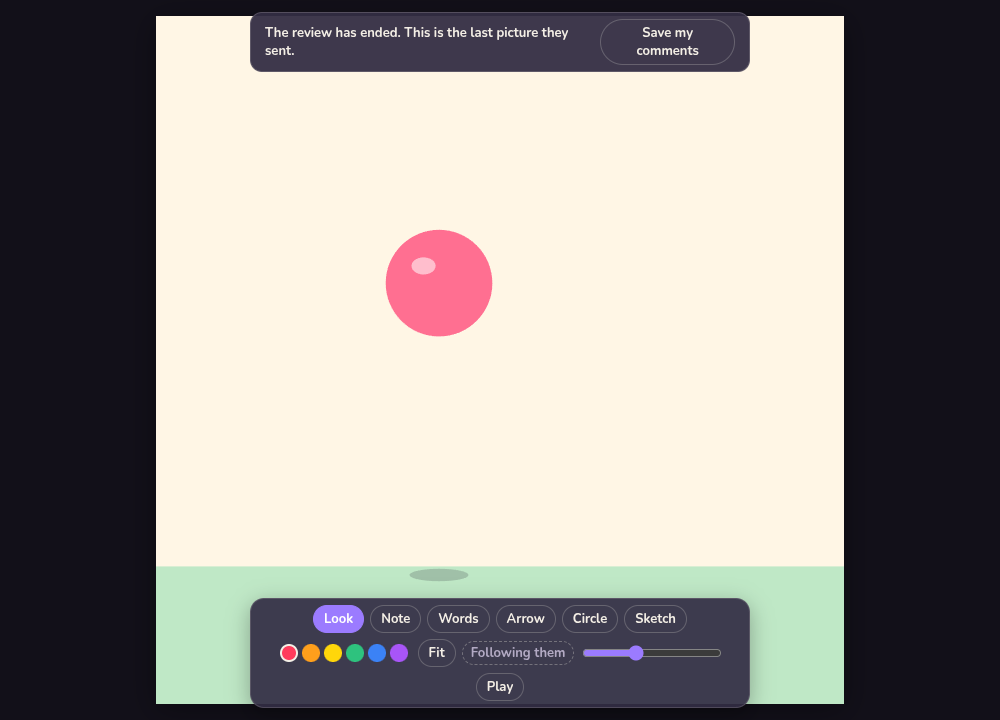 The review has ended. This is the last picture they
sent.
Save my
comments
Look
Note
Words
Arrow
Circle
Sketch
Fit
Following them
Play